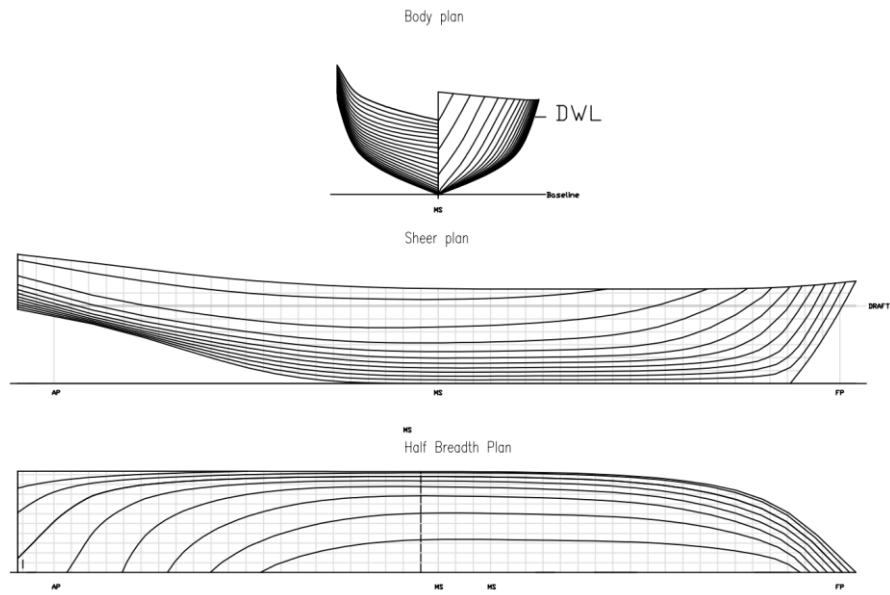 Body plan
DWL
Baseline
MS
Sheer plan
DRAFT
AP MS FP
MS
Half Breadth Plan
AP MS MS FP